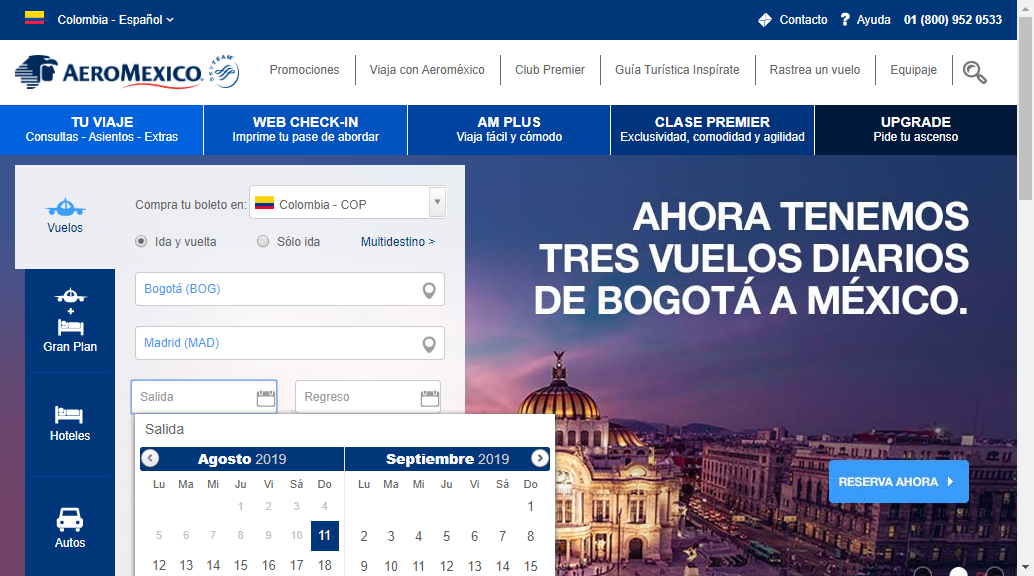 Colombia - Español
Contacto
? Ayuda
01 (800) 952 0533
AEROMEXICO.
SKYTEAM
Promociones
Viaja con Aeroméxico
Club Premier
Guía Turística Inspírate
Rastrea un vuelo
Equipaje
TU VIAJE
Consultas - Asientos - Extras
WEB CHECK-IN
Imprime tu pase de abordar
AM PLUS
Viaja fácil y cómodo
CLASE PREMIER
Exclusividad, comodidad y agilidad
UPGRADE
Pide tu ascenso
Vuelos
+
Gran Plan
Hoteles
Autos
Compra tu boleto en: Colombia - COP
Ida y vuelta Sólo ida Multidestino >
Bogotá (BOG)
Madrid (MAD)
Salida Regreso
Salida
Agosto 2019
Lu Ma Mi Ju Vi Sá Do
1 2 3 4
5 6 7 8 9 10 11
12 13 14 15 16 17 18
Septiembre 2019
Lu Ma Mi Ju Vi Sá Do
1
2 3 4 5 6 7 8
9 10 11 12 13 14 15
AHORA TENEMOS
TRES VUELOS DIARIOS
DE BOGOTÁ A MÉXICO.
RESERVA AHORA